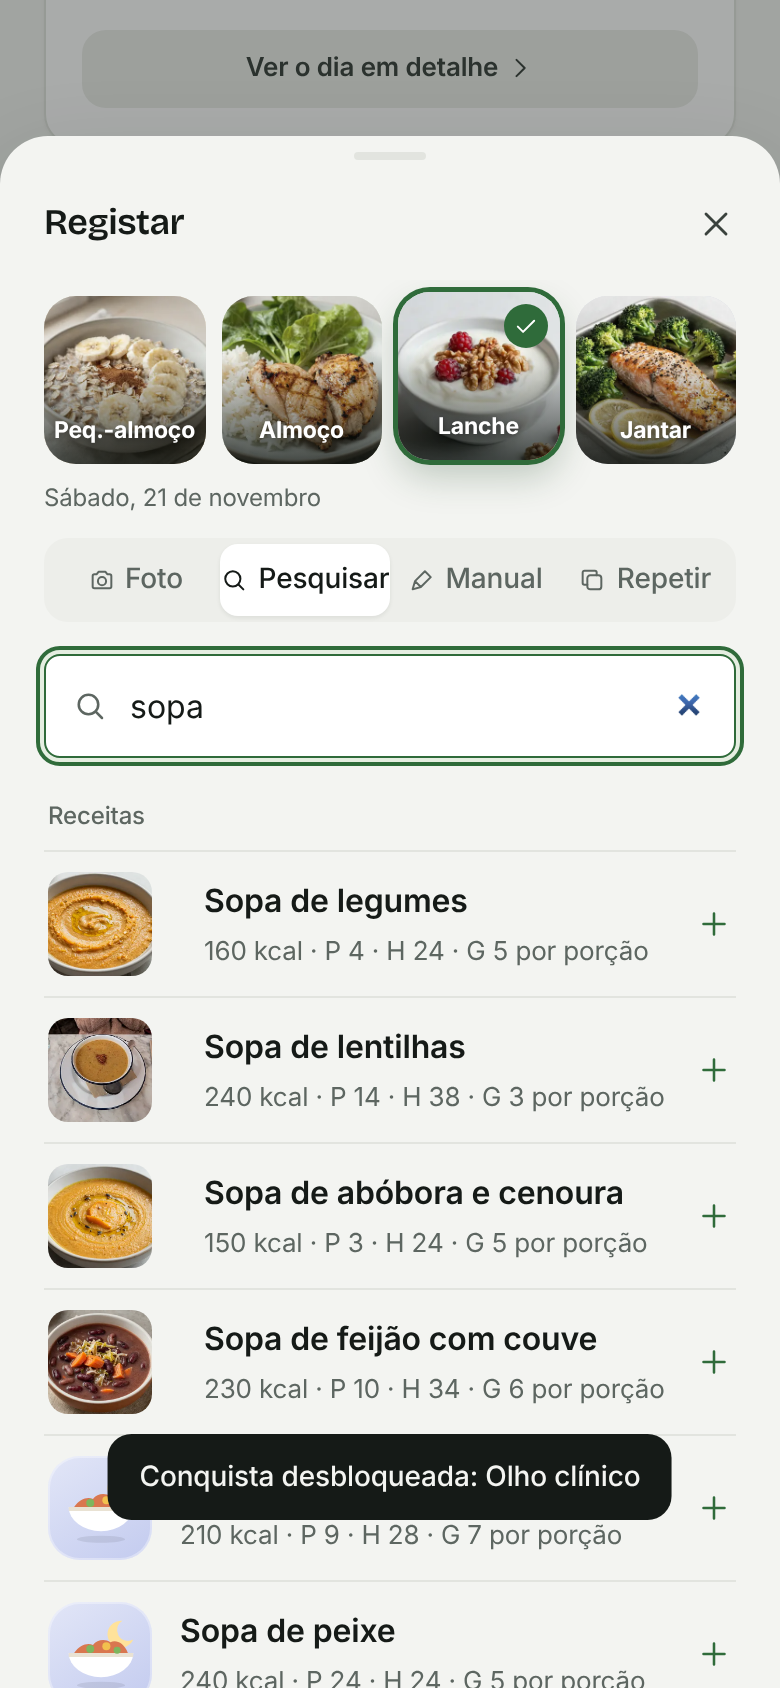 Ver o dia em detalhe
Registar
Peq.-almoço
Almoço
Lanche
Jantar
Sábado, 21 de novembro
Foto
Pesquisar
Manual
Repetir
sopa
Receitas
Sopa de legumes
160 kcal · P 4 · H 24 · G 5 por porção
Sopa de lentilhas
240 kcal · P 14 · H 38 · G 3 por porção
Sopa de abóbora e cenoura
150 kcal · P 3 · H 24 · G 5 por porção
Sopa de feijão com couve
230 kcal · P 10 · H 34 · G 6 por porção
Conquista desbloqueada: Olho clínico
210 kcal · P 9 · H 28 · G 7 por porção
Sopa de peixe
240 kcal · P 24 · H 24 · G 5 por porção